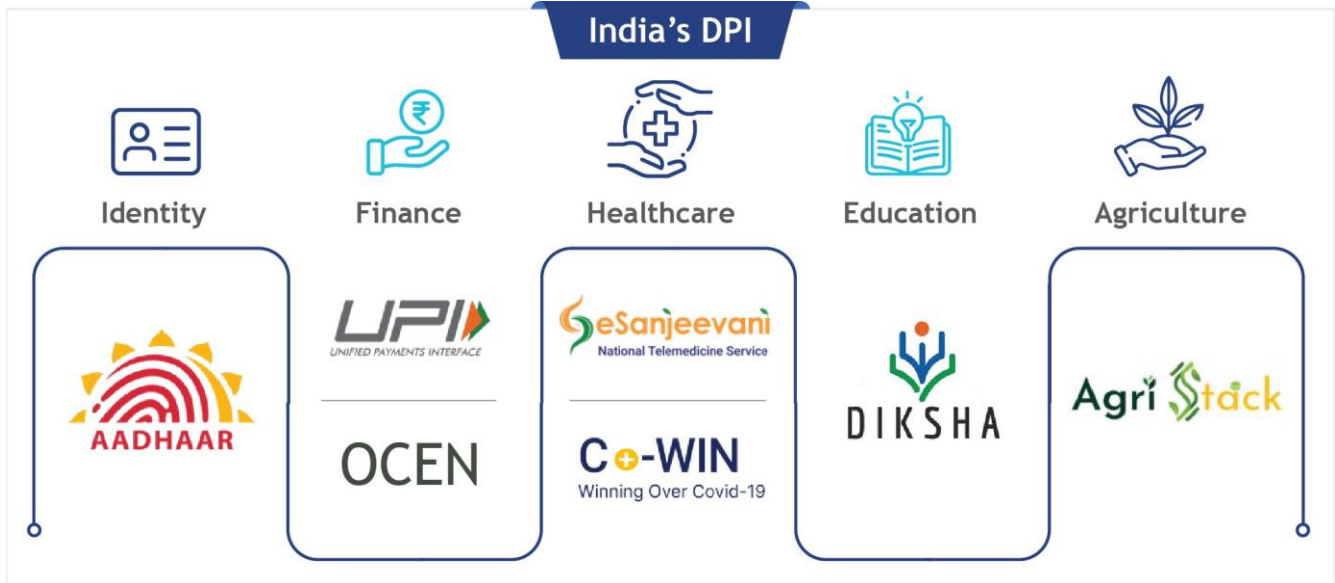 India's DPI
Identity
Finance
Healthcare
Education
Agriculture
AADHAAR
UPI
UNIFIED PAYMENTS INTERFACE
OCEN
eSanjeevani
National Telemedicine Service
Co-WIN
Winning Over Covid-19
DIKSHA
Agri Stack